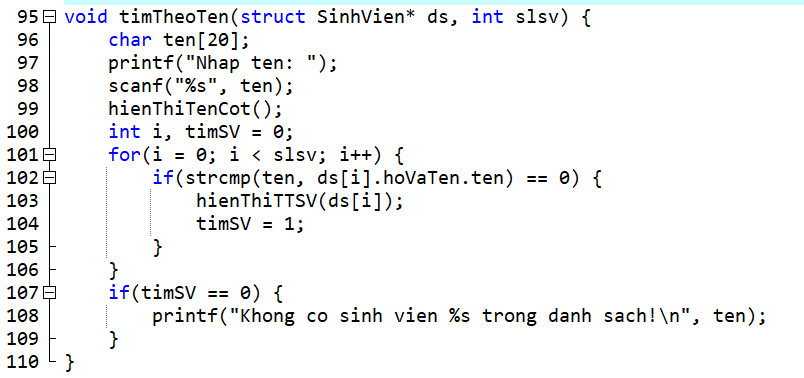 95 void timTheoTen(struct SinhVien* ds, int slsv) {
96     char ten[20];
97     printf("Nhap ten: ");
98     scanf("%s", ten);
99     hienThiTenCot();
100     int i, timSV = 0;
101     for(i = 0; i < slsv; i++) {
102         if(strcmp(ten, ds[i].hoVaTen.ten) == 0) {
103             hienThiTTSV(ds[i]);
104             timSV = 1;
105         }
106     }
107     if(timSV == 0) {
108         printf("Khong co sinh vien %s trong danh sach!\n", ten);
109     }
110 }